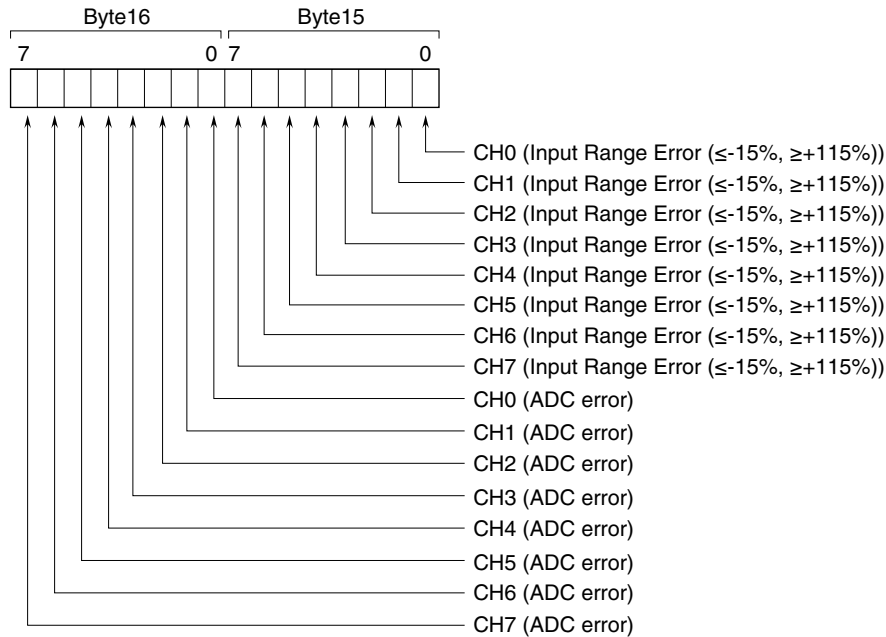 Byte16 Byte15
7 0 7 0
CH0 (Input Range Error (≤-15%, ≥+115%))
CH1 (Input Range Error (≤-15%, ≥+115%))
CH2 (Input Range Error (≤-15%, ≥+115%))
CH3 (Input Range Error (≤-15%, ≥+115%))
CH4 (Input Range Error (≤-15%, ≥+115%))
CH5 (Input Range Error (≤-15%, ≥+115%))
CH6 (Input Range Error (≤-15%, ≥+115%))
CH7 (Input Range Error (≤-15%, ≥+115%))
CH0 (ADC error)
CH1 (ADC error)
CH2 (ADC error)
CH3 (ADC error)
CH4 (ADC error)
CH5 (ADC error)
CH6 (ADC error)
CH7 (ADC error)